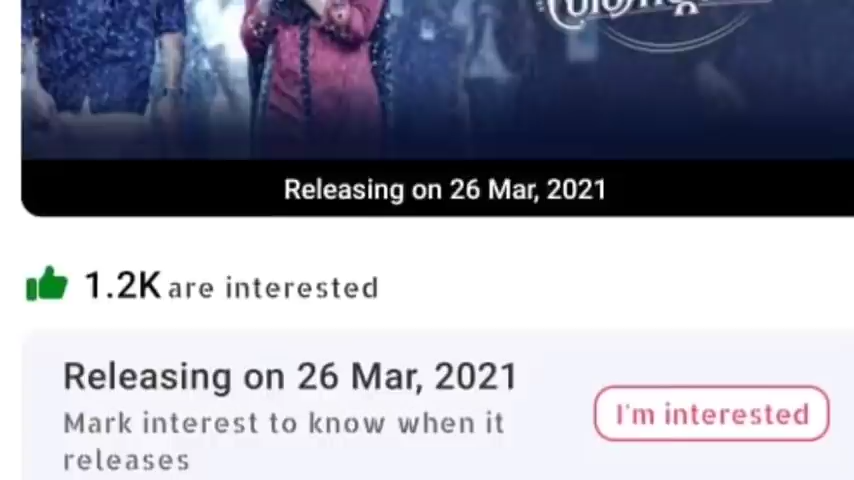 Releasing on 26 Mar, 2021
1.2K are interested
Releasing on 26 Mar, 2021
Mark interest to know when it
releases
I'm interested